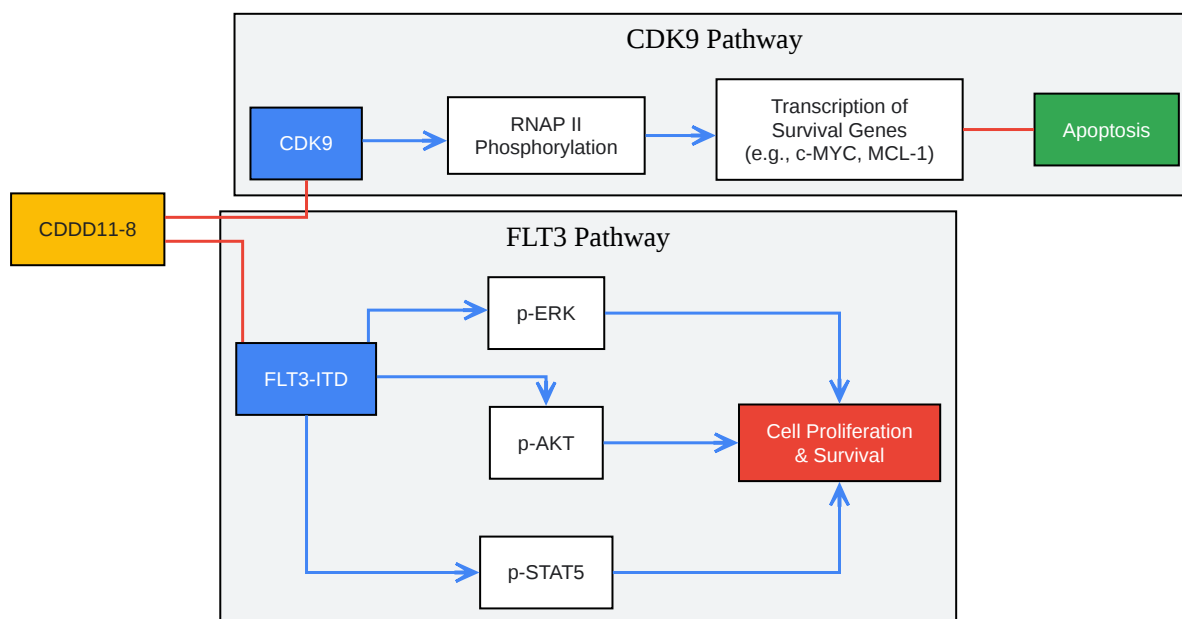 CDK9 Pathway
CDK9
RNAP II
Phosphorylation
Transcription of
Survival Genes
(e.g., c-MYC, MCL-1)
Apoptosis
CDDD11-8
FLT3 Pathway
p-ERK
FLT3-ITD
p-AKT
Cell Proliferation
& Survival
p-STAT5